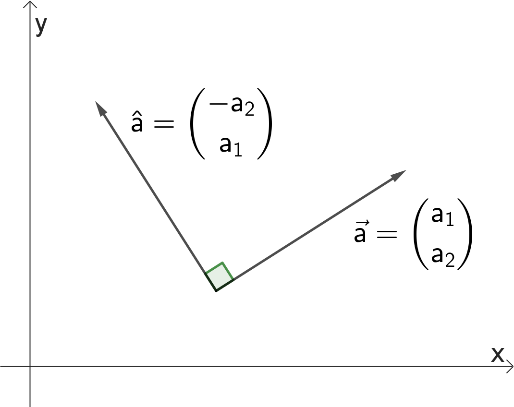 y
â = (−a₂
a₁)
a⃗ = (a₁
a₂)
x